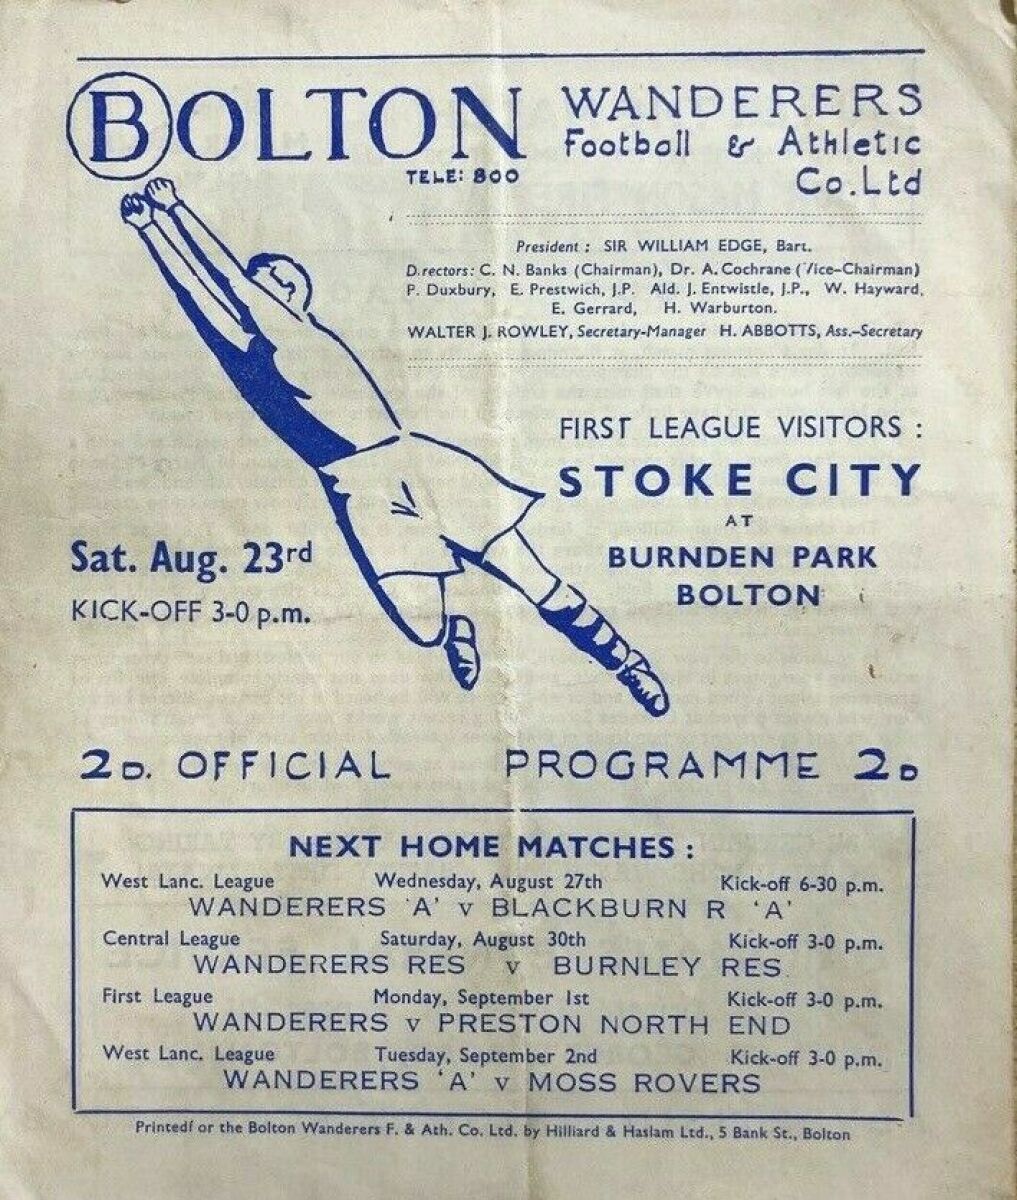 BOLTON WANDERERS
Football & Athletic
TELE: 800
Co.Ltd
President : SIR WILLIAM EDGE, Bart.
D.rectors: C. N. Banks (Chairman), Dr. A. Cochrane (Vice-Chairman)
P. Duxbury, E. Prestwich, J.P. Ald. J. Entwistle, J.P., W. Hayward,
E. Gerrard, H. Warburton.
WALTER J. ROWLEY, Secretary-Manager H. ABBOTTS, Ass.-Secretary
FIRST LEAGUE VISITORS :
STOKE CITY
AT
BURNDEN PARK
BOLTON
Sat. Aug. 23rd
KICK-OFF 3-0 p.m.
2D. OFFICIAL PROGRAMME 2D
NEXT HOME MATCHES :
West Lanc. League Wednesday, August 27th Kick-off 6-30 p.m.
WANDERERS 'A' v BLACKBURN R 'A'
Central League Saturday, August 30th Kick-off 3-0 p.m.
WANDERERS RES v BURNLEY RES.
First League Monday, September 1st Kick-off 3-0 p.m.
WANDERERS v PRESTON NORTH END
West Lanc. League Tuesday, September 2nd Kick-off 3-0 p.m.
WANDERERS 'A' v MOSS ROVERS
Printedf or the Bolton Wanderers F. & Ath. Co. Ltd. by Hilliard & Haslam Ltd., 5 Bank St., Bolton